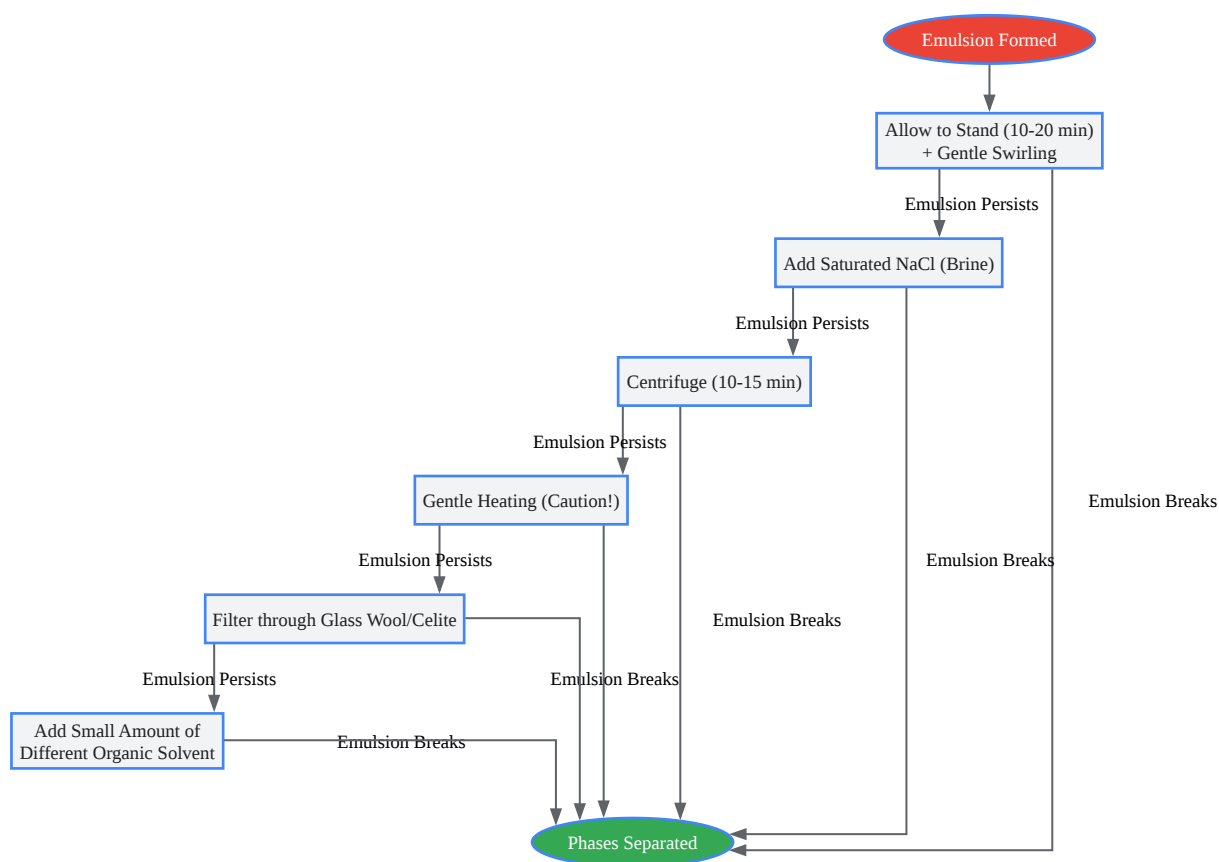 Emulsion Formed
Allow to Stand (10-20 min)
+ Gentle Swirling
Emulsion Persists
Add Saturated NaCl (Brine)
Emulsion Persists
Centrifuge (10-15 min)
Emulsion Persists
Gentle Heating (Caution!)
Emulsion Breaks
Emulsion Persists
Emulsion Breaks
Filter through Glass Wool/Celite
Emulsion Breaks
Emulsion Persists
Emulsion Breaks
Add Small Amount of
Different Organic Solvent
Emulsion Breaks
Phases Separated